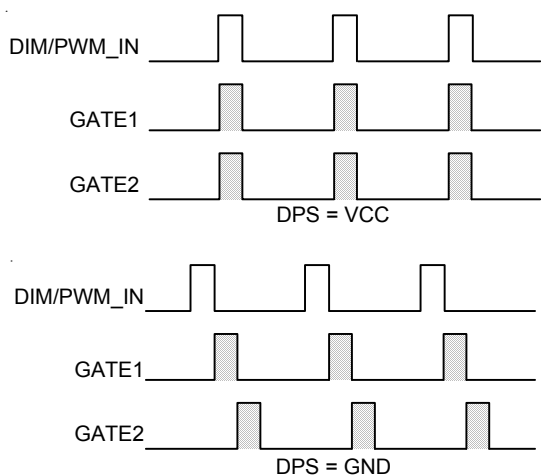 DIM/PWM_IN
GATE1
GATE2
DPS = VCC
DIM/PWM_IN
GATE1
GATE2
DPS = GND